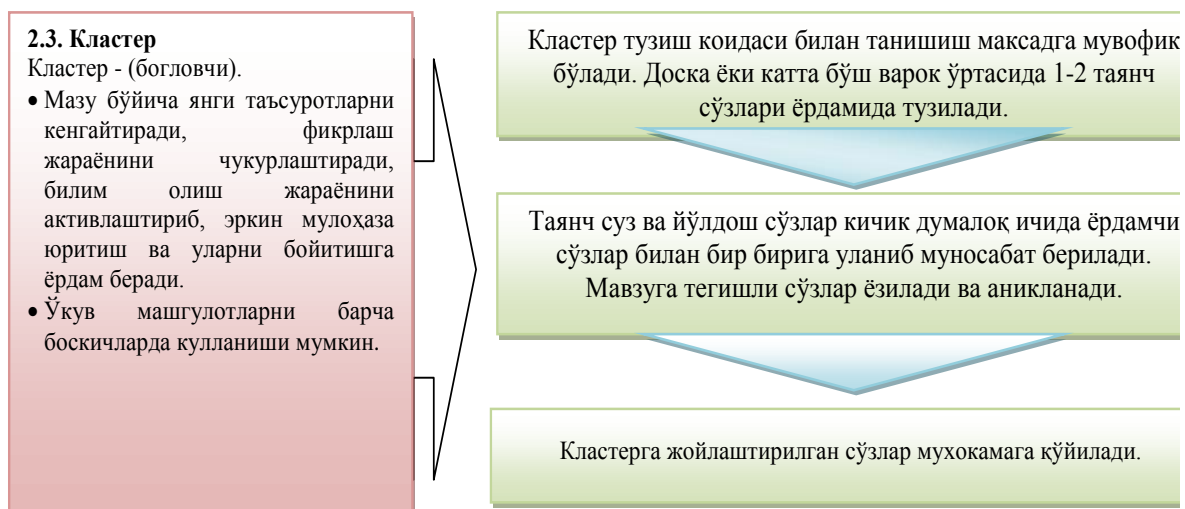 2.3. Кластер
Кластер - (богловчи).
• Мазу бўйича янги таъсуротларни
кенгайтиради, фикрлаш
жараёнини чукурлаштиради,
билим олиш жараёнини
активлаштириб, эркин мулоҳаза
юритиш ва уларни бойитишга
ёрдам беради.
• Ўкув машгулотларни барча
боскичларда кулланиши мумкин.
Кластер тузиш коидаси билан танишиш максадга мувофик
бўлади. Доска ёки катта бўш варок ўртасида 1-2 таянч
сўзлари ёрдамида тузилади.
Таянч суз ва йўлдош сўзлар кичик думалоқ ичида ёрдамчи
сўзлар билан бир бирига уланиб муносабат берилади.
Мавзуга тегишли сўзлар ёзилади ва аникланади.
Кластерга жойлаштирилган сўзлар мухокамага қўйилади.